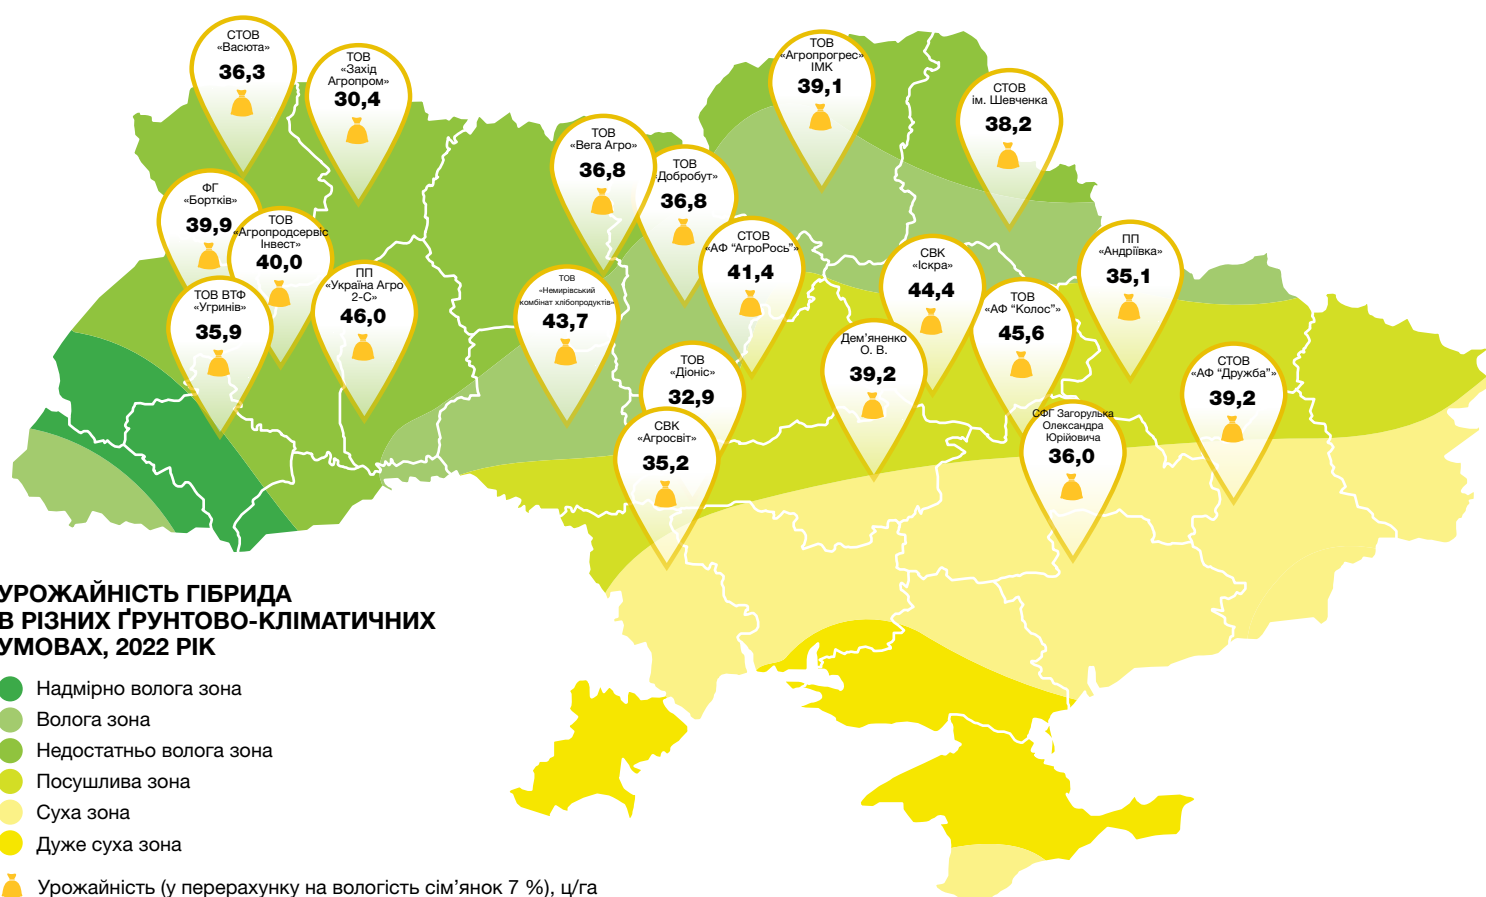 СТОВ
«Васюта»
36,3
ТОВ
«Захід
Агропром»
30,4
ТОВ
«Агропрогрес»
ІМК
39,1
СТОВ
ім. Шевченка
38,2
ТОВ
«Вега Агро»
36,8
ТОВ
«Добробут»
36,8
ФГ
«Бортків»
39,9
ТОВ
«Агропродсервіс
Інвест»
40,0
СТОВ
«АФ “АгроРось”»
41,4
СВК
«Іскра»
44,4
ПП
«Андріївка»
35,1
ТОВ ВТФ
«Угринів»
35,9
ПП
«Україна Агро
2-С»
46,0
ТОВ
«Немирівський
комбінат хлібопродуктів»
43,7
ТОВ
«АФ “Колос”»
45,6
Дем’яненко
О. В.
39,2
ТОВ
«Діоніс»
32,9
СТОВ
«АФ “Дружба”»
39,2
СВК
«Агросвіт»
35,2
СФГ Загорулька
Олександра
Юрійовича
36,0
УРОЖАЙНІСТЬ ГІБРИДА
В РІЗНИХ ҐРУНТОВО-КЛІМАТИЧНИХ
УМОВАХ, 2022 РІК
Надмірно волога зона
Волога зона
Недостатньо волога зона
Посушлива зона
Суха зона
Дуже суха зона
Урожайність (у перерахунку на вологість сім’янок 7 %), ц/га